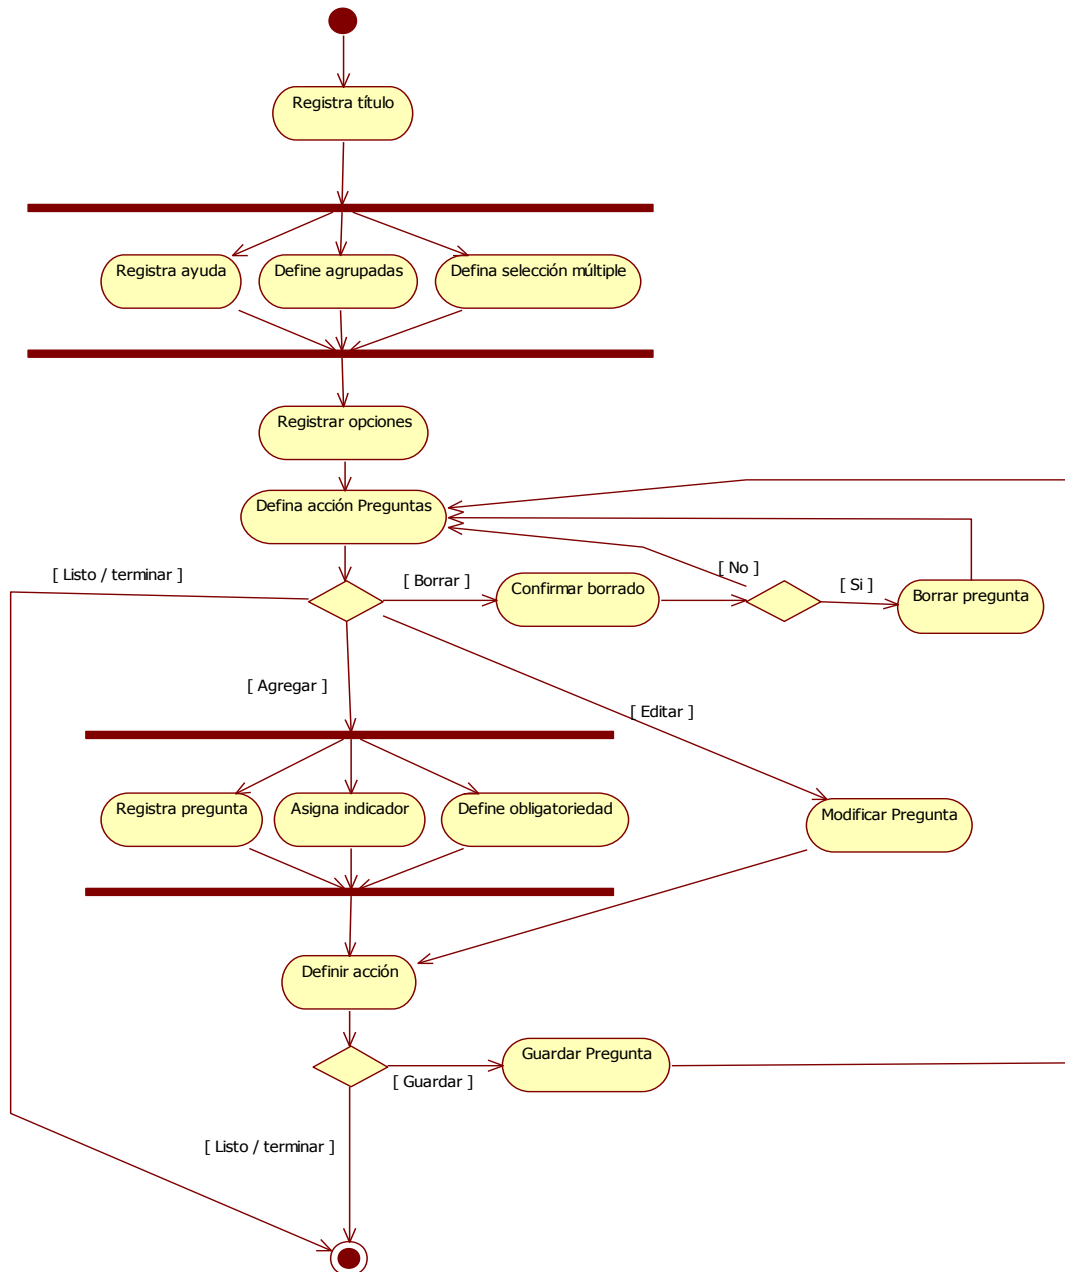 Registra título
Registra ayuda
Define agrupadas
Defina selección múltiple
Registrar opciones
Defina acción Preguntas
[ Listo / terminar ]
[ Borrar ]
Confirmar borrado
[ No ]
[ Si ]
Borrar pregunta
[ Agregar ]
[ Editar ]
Registra pregunta
Asigna indicador
Define obligatoriedad
Modificar Pregunta
Definir acción
Guardar Pregunta
[ Guardar ]
[ Listo / terminar ]